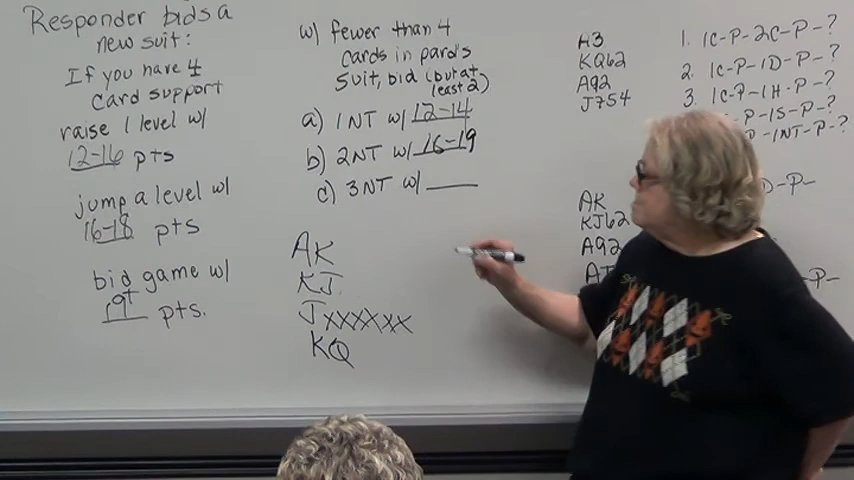 Responder bids a
new suit:
If you have 4
card support
raise 1 level w/
12-16 pts
jump a level w/
16-18 pts
bid game w/
19+ pts.
w/ fewer than 4
cards in pard's
suit, bid (but at
least 2)
a) 1NT w/ 12-14
b) 2NT w/ 16-19
c) 3NT w/
AK
KJ
Jxxxxxx
KQ
A3
KQ62
A92
J754
1. 1C-P-2C-P-?
2. 1C-P-1D-P-?
3. 1C-P-1H-P-?
P-1S-P-?
P-1NT-P-?
AK
KJ62
A92
D-P-
-P-